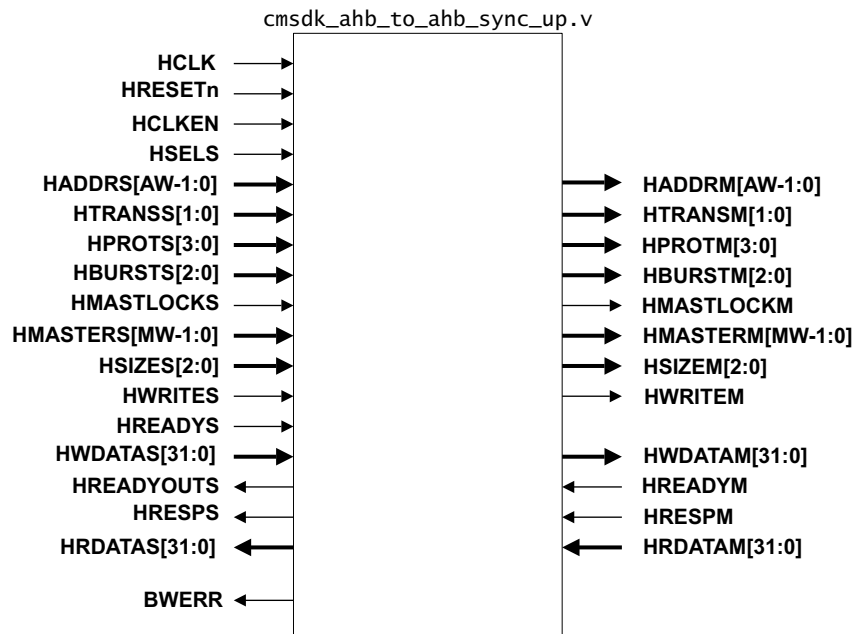 cmsdk_ahb_to_ahb_sync_up.v
HCLK
HRESETn
HCLKEN
HSELS
HADDRS[AW-1:0] HADDRM[AW-1:0]
HTRANSS[1:0] HTRANSM[1:0]
HPROTS[3:0] HPROTM[3:0]
HBURSTS[2:0] HBURSTM[2:0]
HMASTLOCKS HMASTLOCKM
HMASTERS[MW-1:0] HMASTERM[MW-1:0]
HSIZES[2:0] HSIZEM[2:0]
HWRITES HWRITEM
HREADYS
HWDATAS[31:0] HWDATAM[31:0]
HREADYOUTS HREADYM
HRESPS HRESPM
HRDATAS[31:0] HRDATAM[31:0]
BWERR